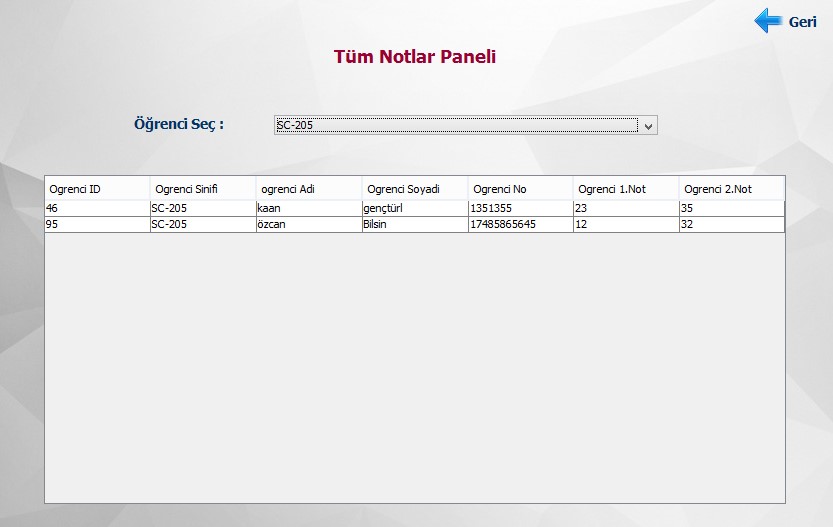 Geri
Tüm Notlar Paneli
Öğrenci Seç : SC-205
Ogrenci ID Ogrenci Sinifi ogrenci Adi Ogrenci Soyadi Ogrenci No Ogrenci 1.Not Ogrenci 2.Not
46 SC-205 kaan gençtürl 1351355 23 35
95 SC-205 özcan Bilsin 17485865645 12 32